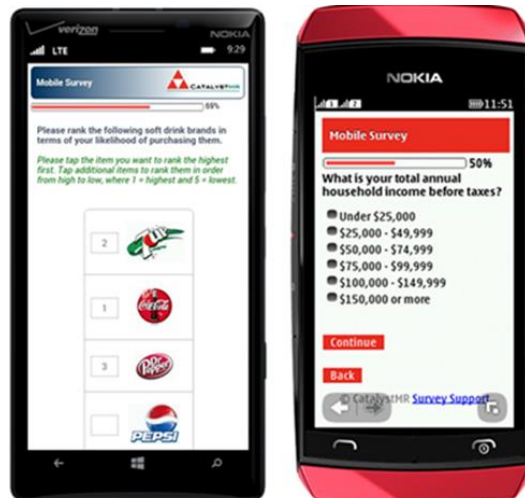 verizon
NOKIA
LTE
9:29
Mobile Survey
CATALYSTMR
69%
Please rank the following soft drink brands in
terms of your likelihood of purchasing them.
Please tap the item you want to rank the highest
first. Tap additional items to rank them in order
from high to low, where 1 = highest and 5 = lowest.
2
7up
1
Coca-Cola
3
Dr Pepper
PEPSI
NOKIA
11:51
Mobile Survey
50%
What is your total annual
household income before taxes?
Under $25,000
$25,000 - $49,999
$50,000 - $74,999
$75,000 - $99,999
$100,000 - $149,999
$150,000 or more
Continue
Back
© CatalystMR Survey Support